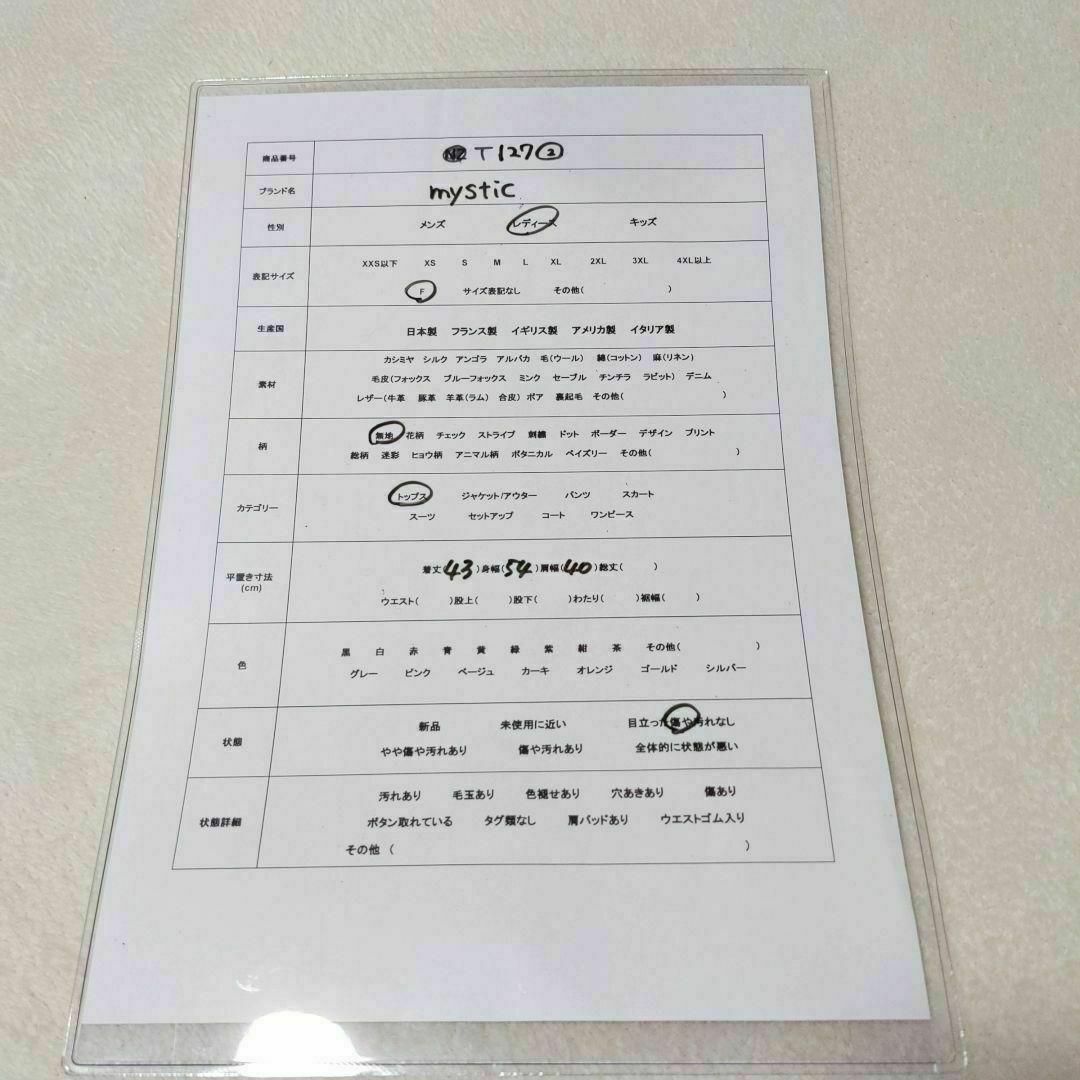 商品番号 T127②
ブランド名 mystic
性別 メンズ レディース キッズ
表記サイズ XXS以下 XS S M L XL 2XL 3XL 4XL以上
F サイズ表記なし その他( )
生産国 日本製 フランス製 イギリス製 アメリカ製 イタリア製
素材 カシミヤ シルク アンゴラ アルパカ 毛(ウール) 綿(コットン) 麻(リネン)
毛皮(フォックス ブルーフォックス ミンク セーブル チンチラ ラビット) デニム
レザー(牛革 豚革 羊革(ラム) 合皮) ボア 裏起毛 その他( )
柄 無地 花柄 チェック ストライプ 刺繍 ドット ボーダー デザイン プリント
総柄 迷彩 ヒョウ柄 アニマル柄 ボタニカル ペイズリー その他( )
カテゴリー トップス ジャケット/アウター パンツ スカート
スーツ セットアップ コート ワンピース
平置き寸法 着丈(43)身幅(54)肩幅(40)総丈( )
(cm) ウエスト( )股上( )股下( )わたり( )裾幅( )
色 黒 白 赤 青 黄 緑 紫 紺 茶 その他( )
グレー ピンク ベージュ カーキ オレンジ ゴールド シルバー
状態 新品 未使用に近い 目立った傷や汚れなし
やや傷や汚れあり 傷や汚れあり 全体的に状態が悪い
状態詳細 汚れあり 毛玉あり 色褪せあり 穴あきあり 傷あり
ボタン取れている タグ類なし 肩パッドあり ウエストゴム入り
その他 ( )